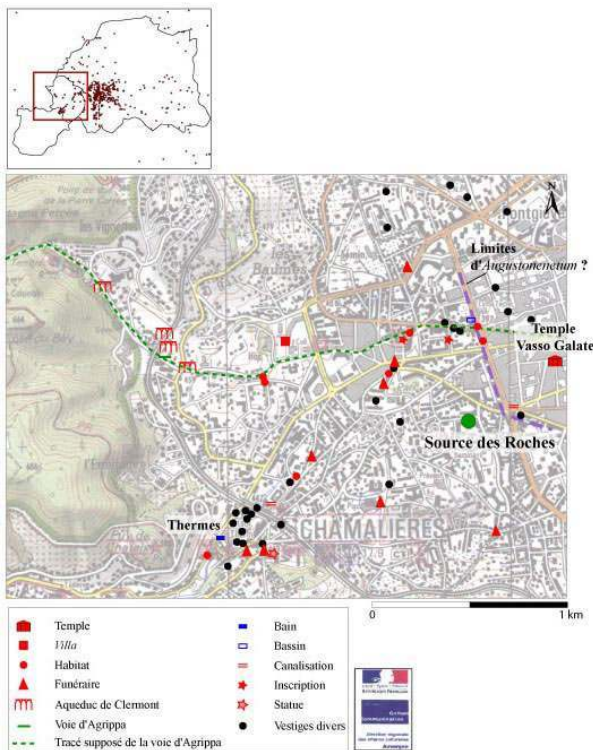 N
Limites
d'Augustonenetum ?
Temple
Vasso Galate
Source des Roches
Thermes
CHAMALIÈRES
0
1 km
Temple
Villa
Habitat
Funéraire
Aqueduc de Clermont
Voie d'Agrippa
Tracé supposé de la voie d'Agrippa
Bain
Bassin
Canalisation
Inscription
Statue
Vestiges divers